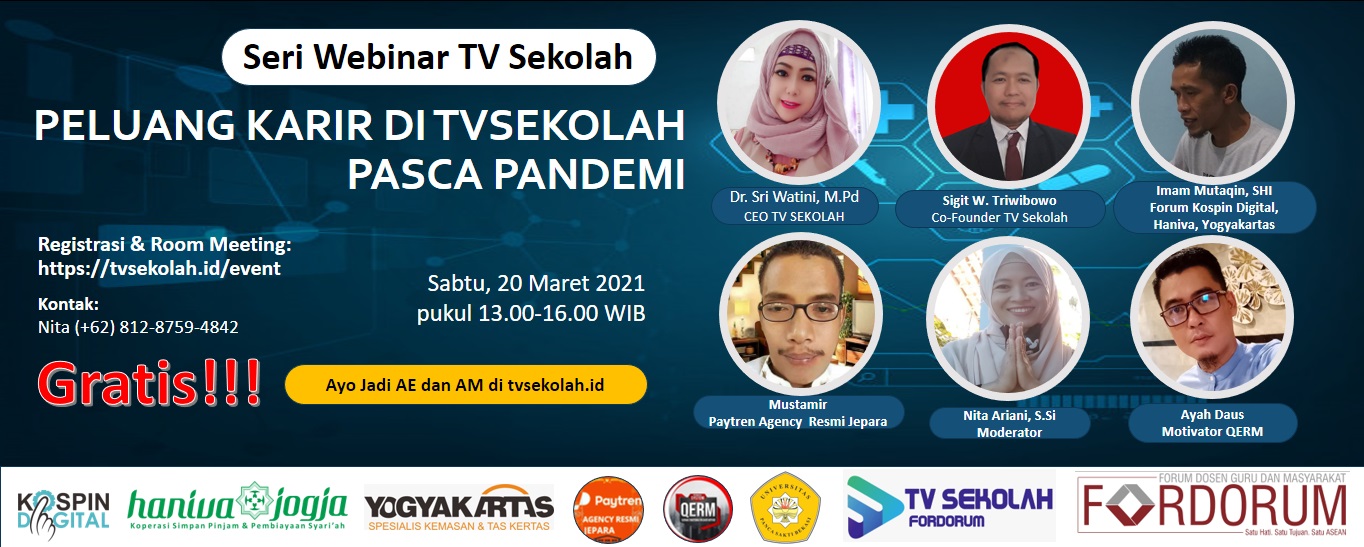 Seri Webinar TV Sekolah
PELUANG KARIR DI TVSEKOLAH
PASCA PANDEMI
Registrasi & Room Meeting:
https://tvsekolah.id/event
Kontak:
Nita (+62) 812-8759-4842
Sabtu, 20 Maret 2021
pukul 13.00-16.00 WIB
Gratis!!!
Ayo Jadi AE dan AM di tvsekolah.id
Dr. Sri Watini, M.Pd
CEO TV SEKOLAH
Sigit W. Triwibowo
Co-Founder TV Sekolah
Imam Mutaqin, SHI
Forum Kospin Digital,
Haniva, Yogyakartas
Mustamir
Paytren Agency Resmi Jepara
Nita Ariani, S.Si
Moderator
Ayah Daus
Motivator QERM
KOSPIN
DIGITAL
haniva jogja
Koperasi Simpan Pinjam & Pembiayaan Syari'ah
YOGYAKARTAS
SPESIALIS KEMASAN & TAS KERTAS
Paytren
AGENCY RESMI
JEPARA
QERM
UNIVERSITAS
PANCA SAKTI BEKASI
TV SEKOLAH
FORDORUM
FORUM DOSEN GURU DAN MASYARAKAT
FORDORUM
Satu Hati. Satu Tujuan. Satu ASEAN